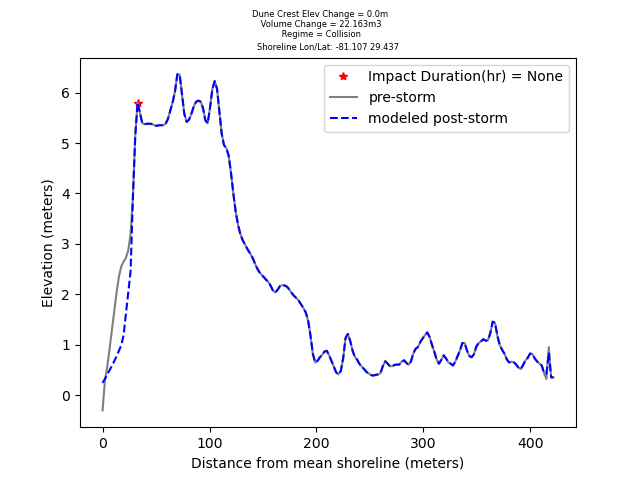 Dune Crest Elev Change = 0.0m
Volume Change = 22.163m3
Regime = Collision
Shoreline Lon/Lat: -81.107 29.437
Impact Duration(hr) = None
pre-storm
modeled post-storm
6
5
4
3
2
1
0
Elevation (meters)
0 100 200 300 400
Distance from mean shoreline (meters)